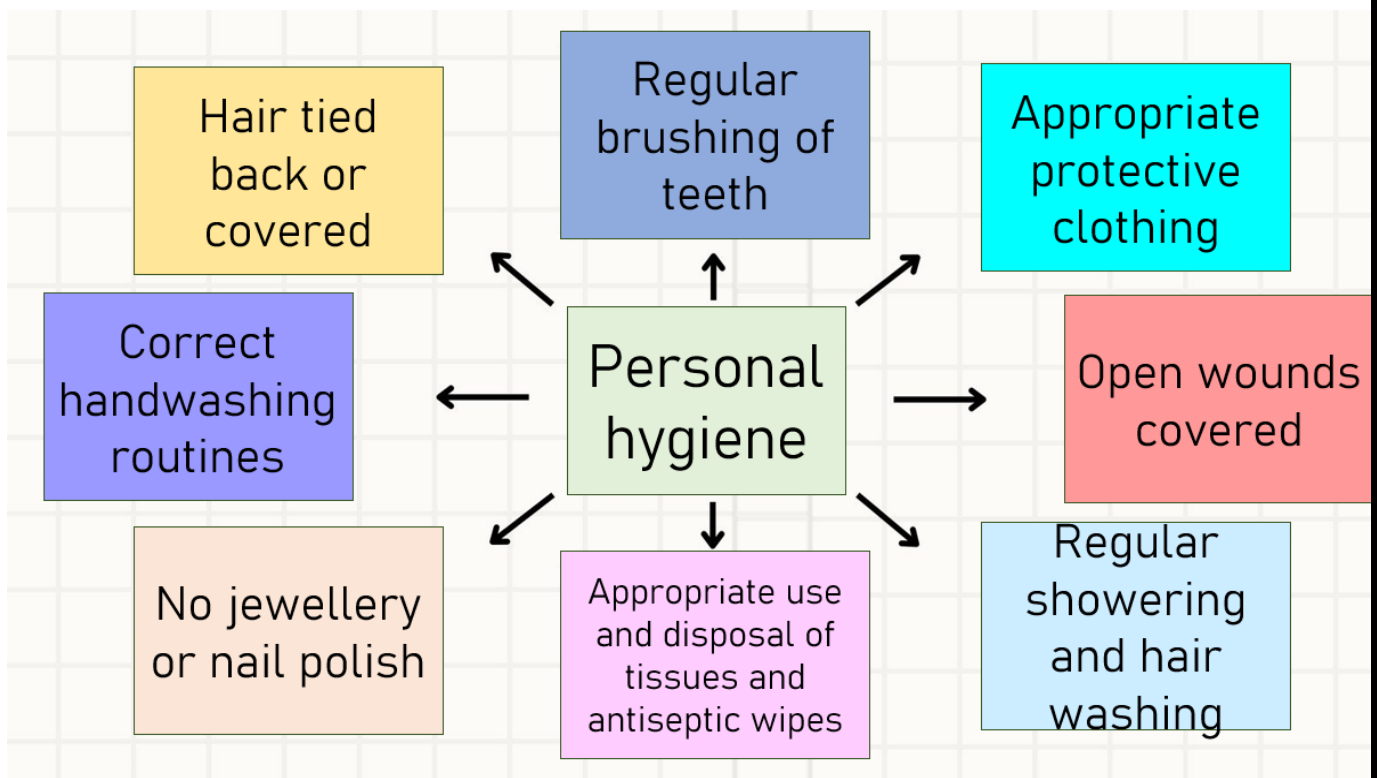 Hair tied
back or
covered
Regular
brushing of
teeth
Appropriate
protective
clothing
Correct
handwashing
routines
Personal
hygiene
Open wounds
covered
No jewellery
or nail polish
Appropriate use
and disposal of
tissues and
antiseptic wipes
Regular
showering
and hair
washing